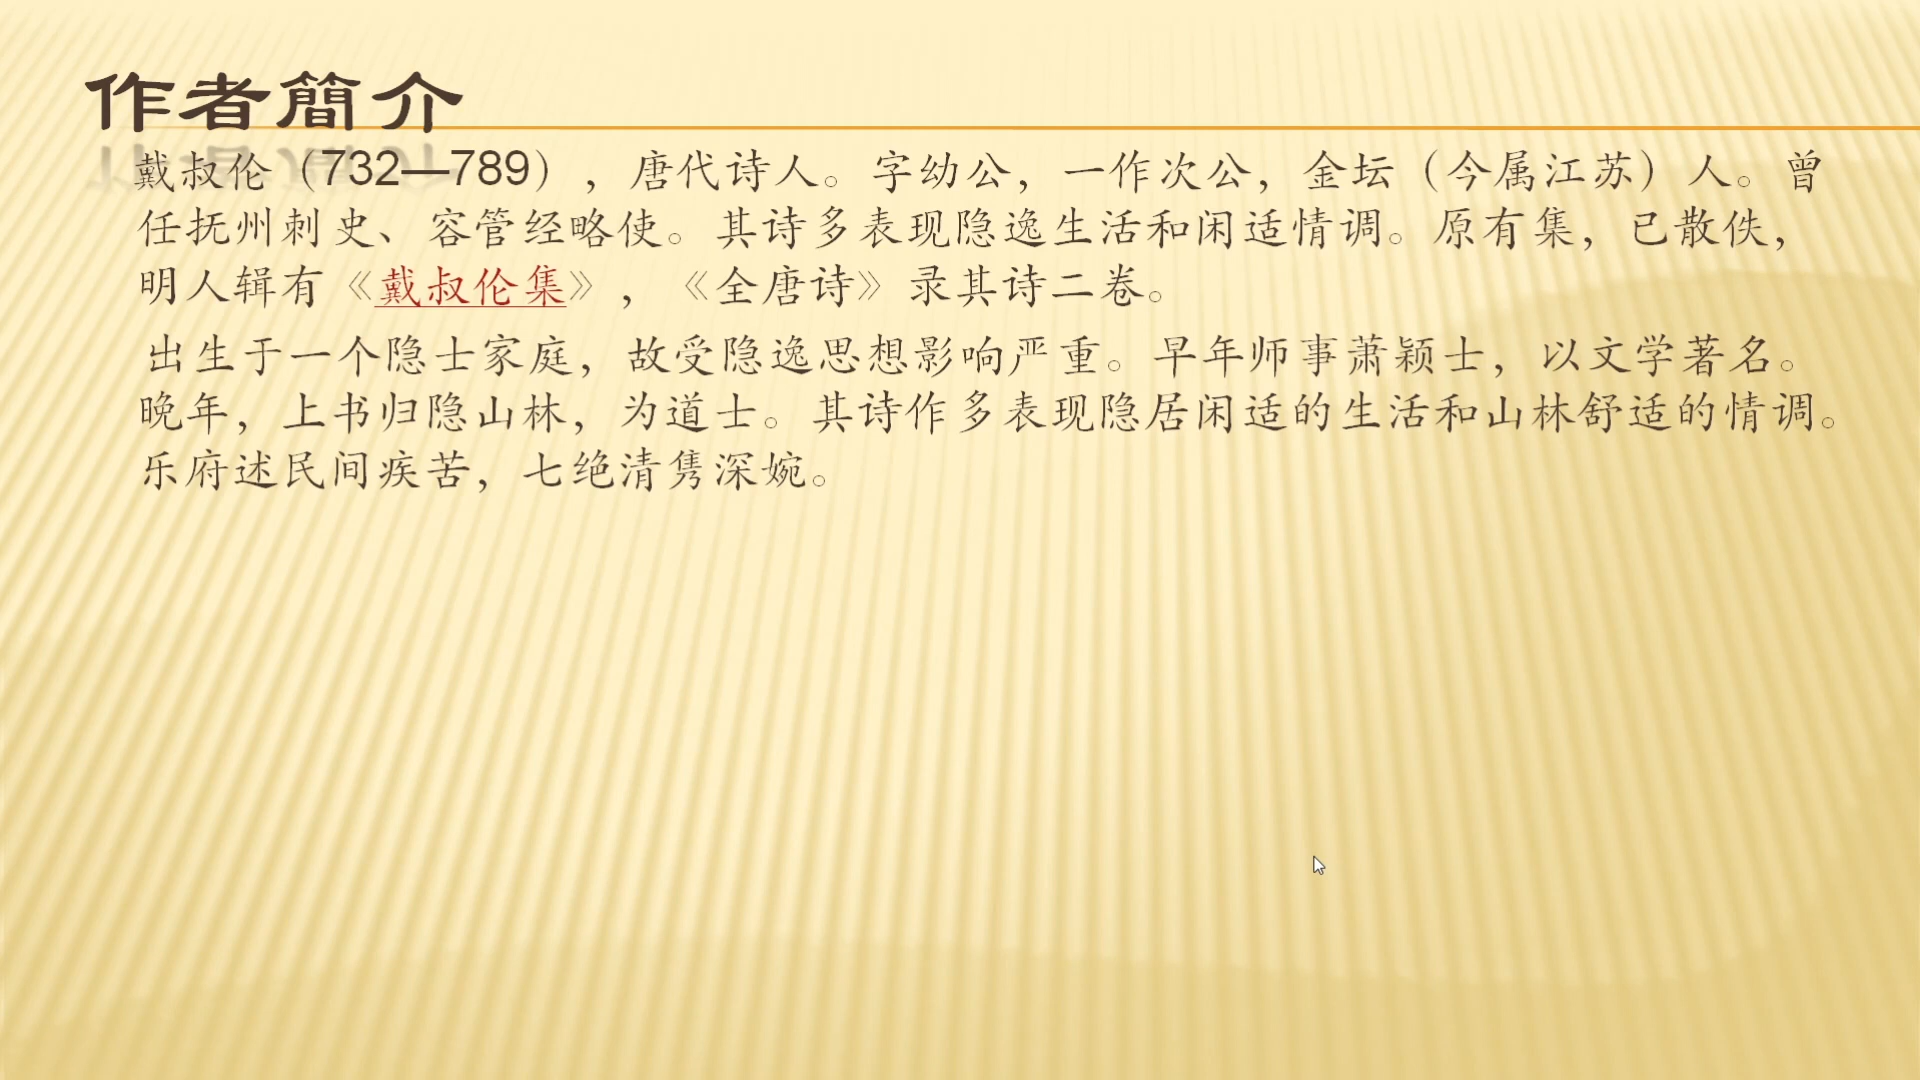 作者簡介
戴叔伦（732—789），唐代诗人。字幼公，一作次公，金坛（今属江苏）人。曾
任抚州刺史、容管经略使。其诗多表现隐逸生活和闲适情调。原有集，已散佚，
明人辑有《戴叔伦集》，《全唐诗》录其诗二卷。
出生于一个隐士家庭，故受隐逸思想影响严重。早年师事萧颖士，以文学著名。
晚年，上书归隐山林，为道士。其诗作多表现隐居闲适的生活和山林舒适的情调。
乐府述民间疾苦，七绝清隽深婉。